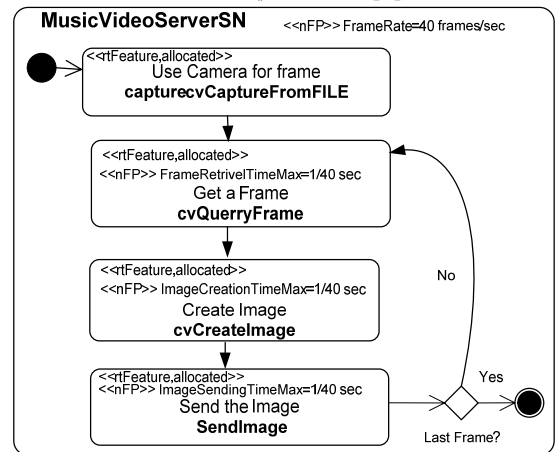 MusicVideoServerSN <<nFP>> FrameRate=40 frames/sec
<<rtFeature,allocated>>
Use Camera for frame
capturecvCaptureFromFILE
<<rtFeature,allocated>>
<<nFP>> FrameRetrivelTimeMax=1/40 sec
Get a Frame
cvQuerryFrame
<<rtFeature,allocated>>
<<nFP>> ImageCreationTimeMax=1/40 sec
Create Image
cvCreateImage
No
<<rtFeature,allocated>>
<<nFP>> ImageSendingTimeMax=1/40 sec
Send the Image
SendImage
Yes
Last Frame?